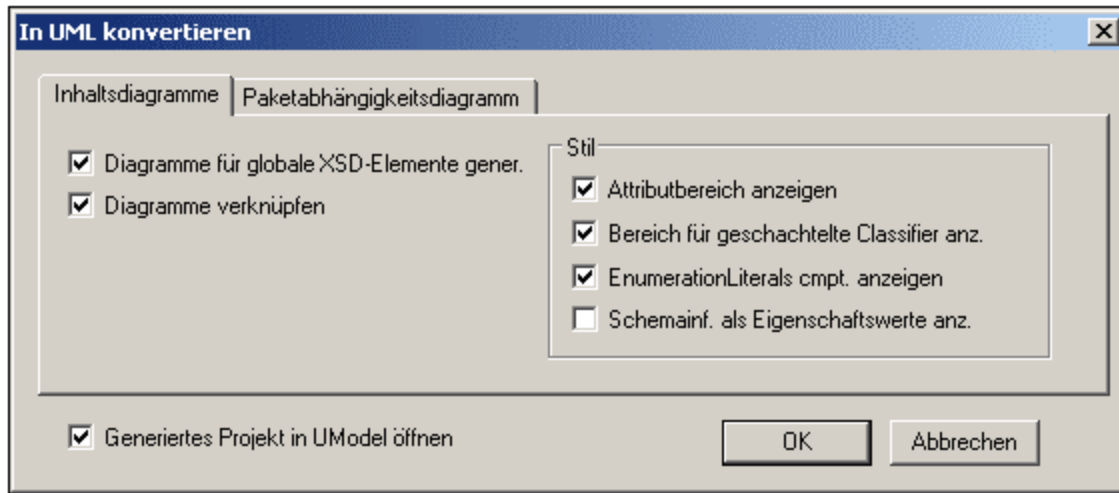 In UML konvertieren
Inhaltsdiagramme
Paketabhängigkeitsdiagramm
Diagramme für globale XSD-Elemente gener.
Diagramme verknüpfen
Stil
Attributbereich anzeigen
Bereich für geschachtelte Classifier anz.
EnumerationLiterals cmpt. anzeigen
Schemainf. als Eigenschaftswerte anz.
Generiertes Projekt in UModel öffnen
OK
Abbrechen